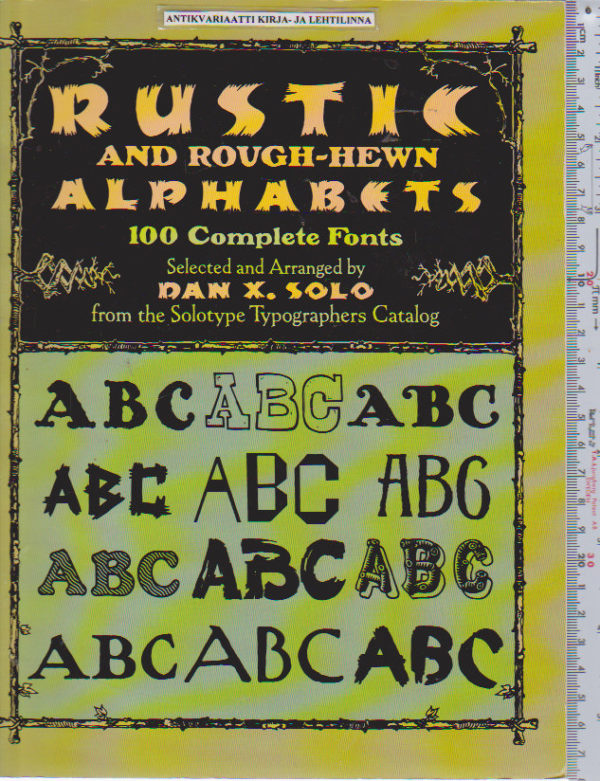 ANTIKVARIAATTI KIRJA- JA LEHTILINNA
RUSTIC
AND ROUGH-HEWN
ALPHABETS
100 Complete Fonts
Selected and Arranged by
DAN X. SOLO
from the Solotype Typographers Catalog
ABC ABC ABC
ABC ABC ABC
ABC ABC ABC
ABC ABC ABC